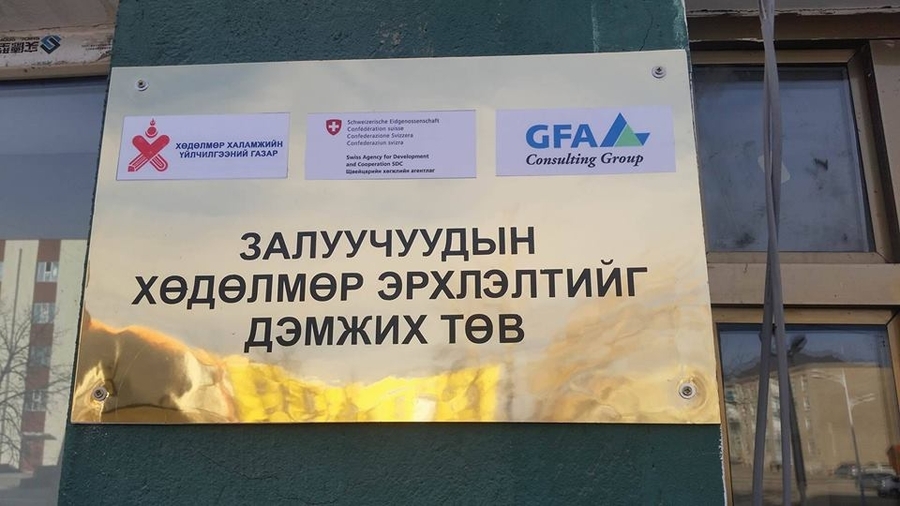 ХӨДӨЛМӨР ХАЛАМЖИЙН
ҮЙЛЧИЛГЭЭНИЙ ГАЗАР
Schweizerische Eidgenossenschaft
Confédération suisse
Confederazione Svizzera
Confederaziun svizra
Swiss Agency for Development
and Cooperation SDC
Швейцарийн хөгжлийн агентлаг
GFA
Consulting Group
ЗАЛУУЧУУДЫН
ХӨДӨЛМӨР ЭРХЛЭЛТИЙГ
ДЭМЖИХ ТӨВ